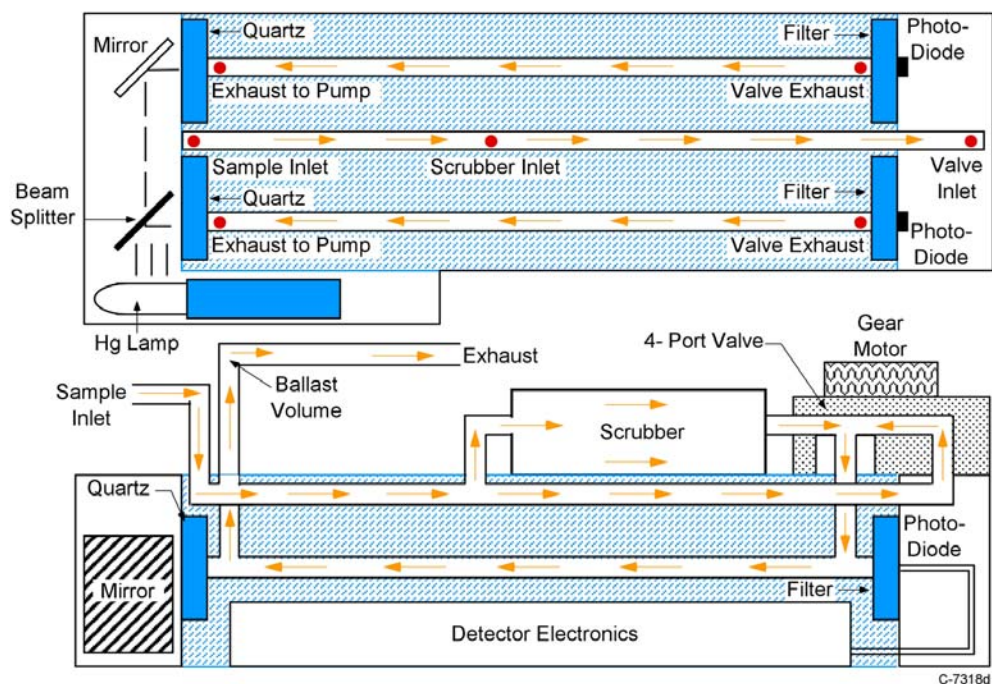 Mirror
Quartz
Filter
Photo-
Diode
Exhaust to Pump
Valve Exhaust
Sample Inlet
Scrubber Inlet
Valve
Inlet
Beam
Splitter
Quartz
Filter
Exhaust to Pump
Valve Exhaust
Photo-
Diode
Hg Lamp
4- Port Valve
Gear
Motor
Sample
Inlet
Exhaust
Ballast
Volume
Scrubber
Quartz
Photo-
Diode
Mirror
Filter
Detector Electronics
C-7318d